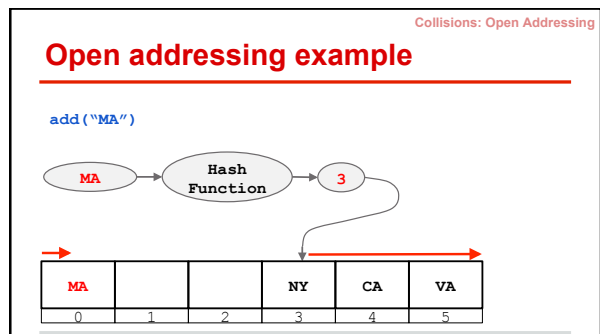 Collisions: Open Addressing
Open addressing example
add(“MA”)
MA
Hash
Function
3
MA NY CA VA
0 1 2 3 4 5